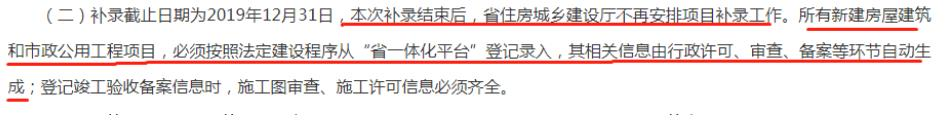 （二）补录截止日期为2019年12月31日，本次补录结束后，省住房城乡建设厅不再安排项目补录工作。所有新建房屋建筑
和市政公用工程项目，必须按照法定建设程序从“省一体化平台”登记录入，其相关信息由行政许可、审查、备案等环节自动生
成；登记竣工验收备案信息时，施工图审查、施工许可信息必须齐全。